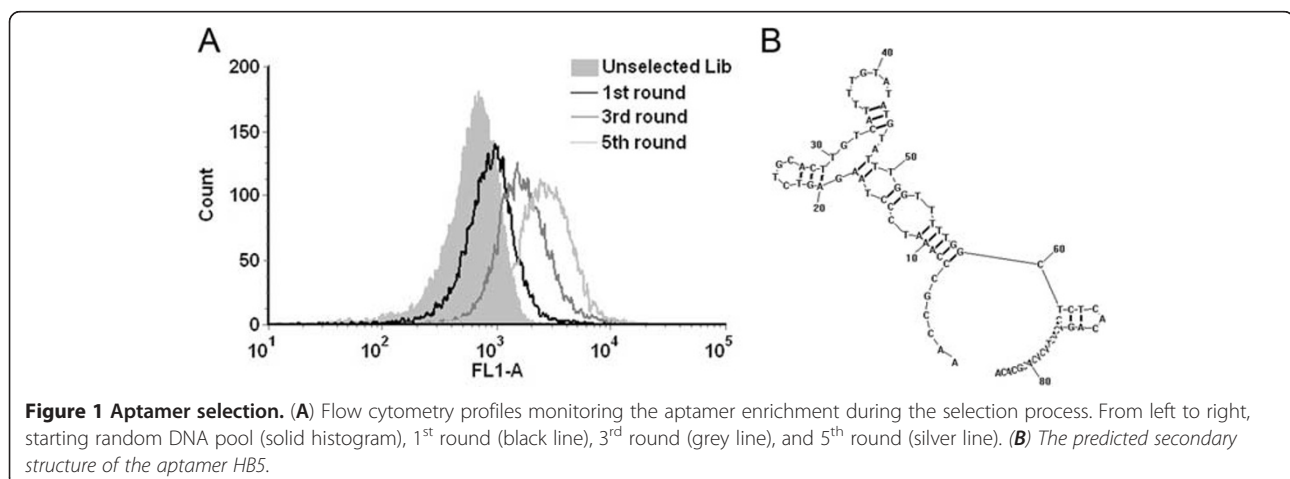 A
B
200
150
100
50
0
Count
10^1
10^2
10^3
10^4
10^5
FL1-A
Unselected Lib
1st round
3rd round
5th round
40
30
50
20
10
60
80
Figure 1 Aptamer selection. (A) Flow cytometry profiles monitoring the aptamer enrichment during the selection process. From left to right,
starting random DNA pool (solid histogram), 1st round (black line), 3rd round (grey line), and 5th round (silver line). (B) The predicted secondary
structure of the aptamer HB5.